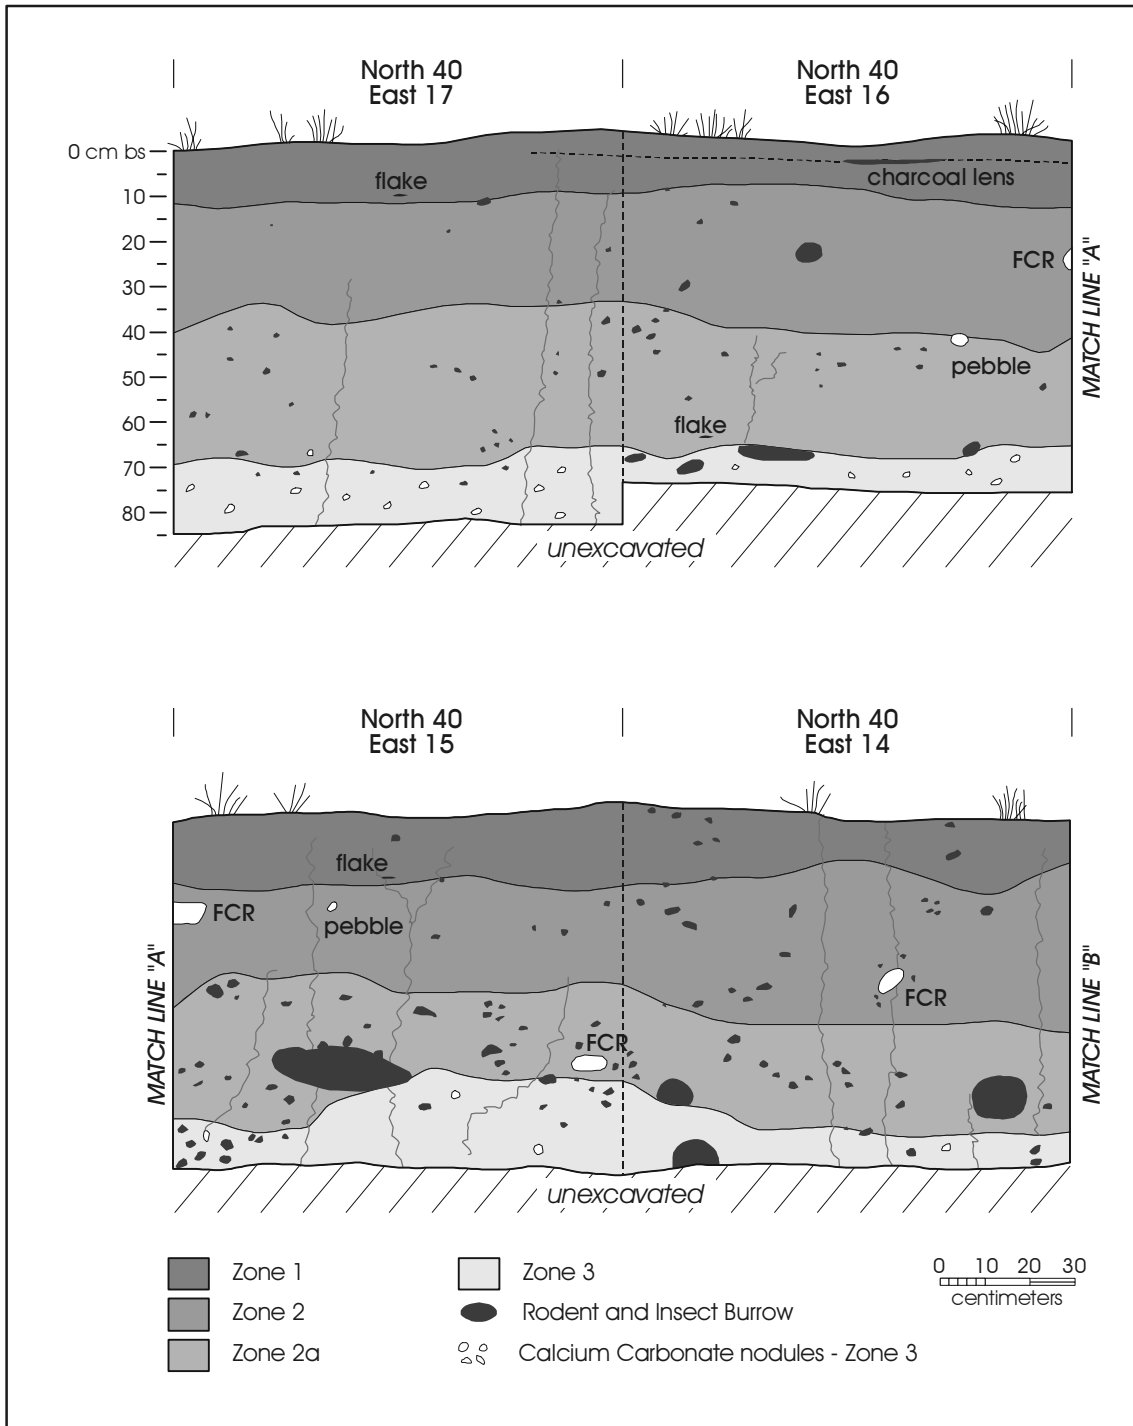 North 40
East 17
North 40
East 16
0 cm bs
10
20
30
40
50
60
70
80
flake
charcoal lens
FCR
pebble
flake
MATCH LINE "A"
unexcavated
North 40
East 15
North 40
East 14
flake
FCR
pebble
FCR
FCR
MATCH LINE "A"
MATCH LINE "B"
unexcavated
Zone 1
Zone 2
Zone 2a
Zone 3
Rodent and Insect Burrow
Calcium Carbonate nodules - Zone 3
0 10 20 30
centimeters